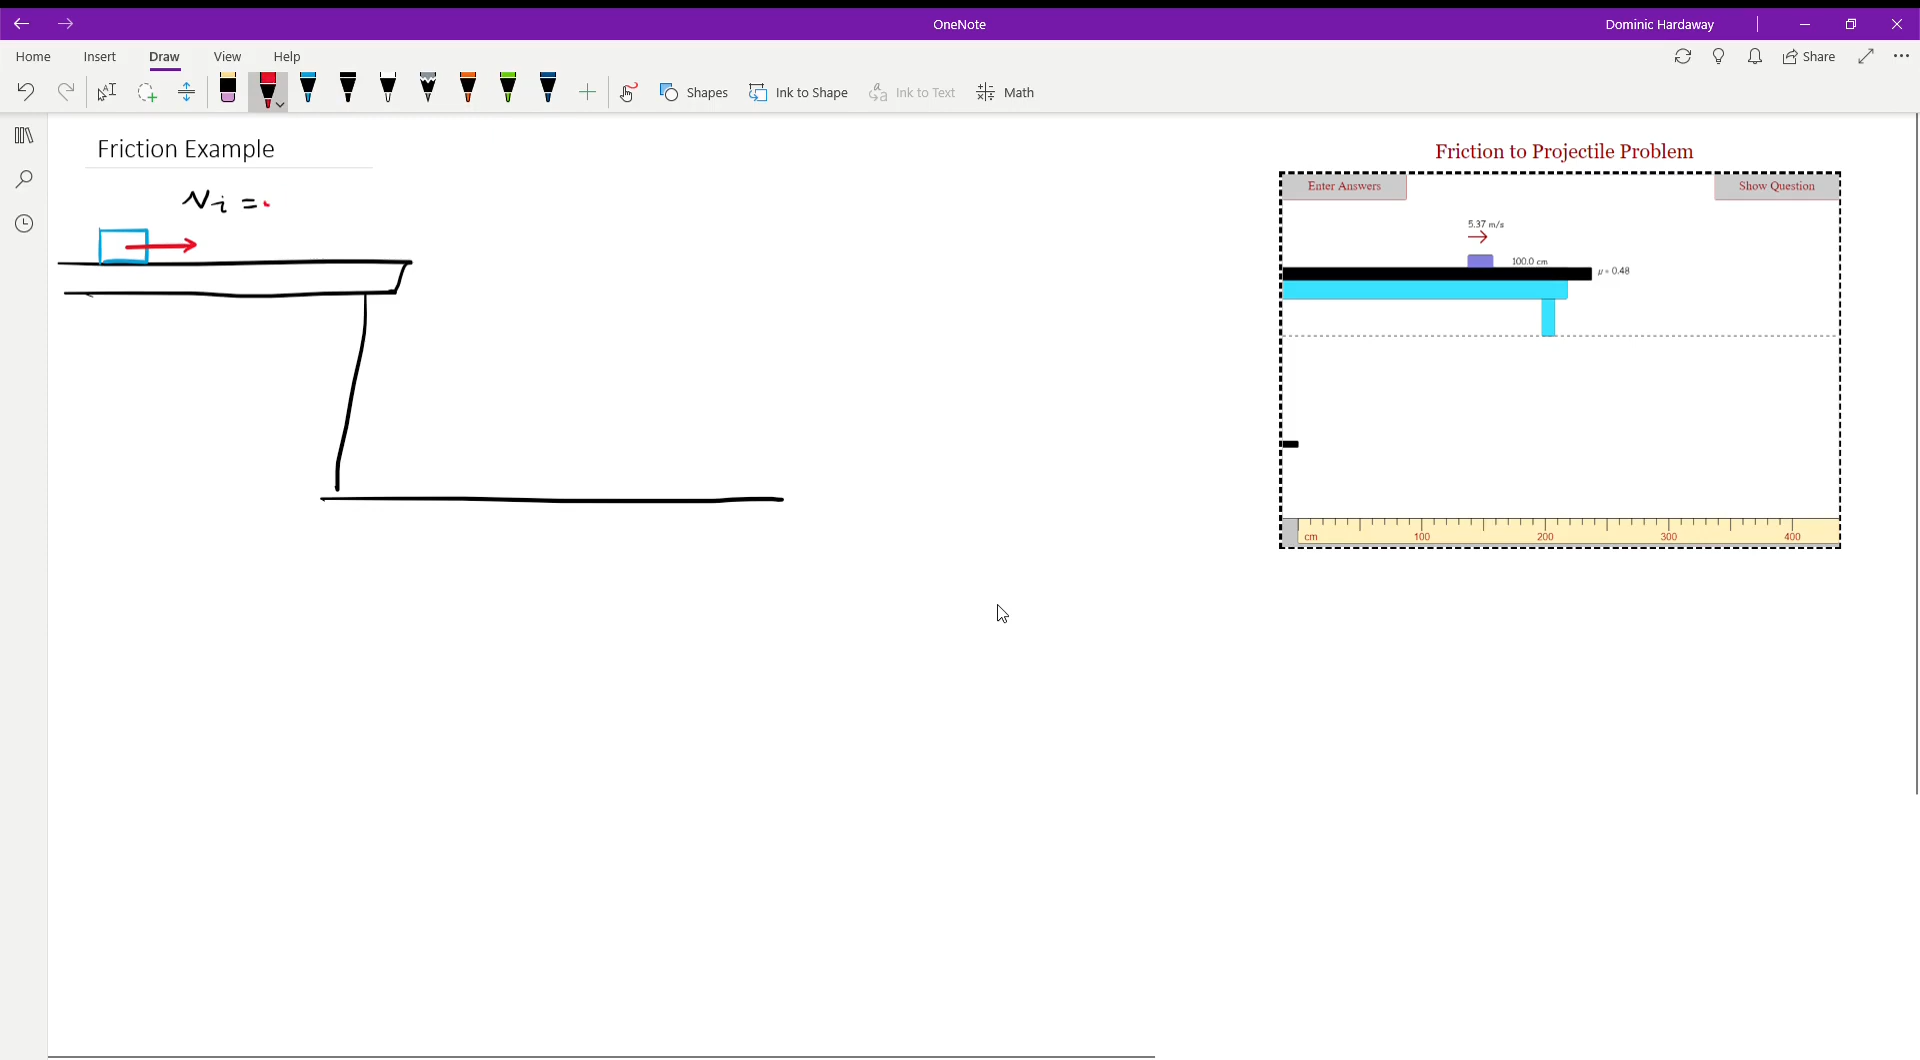 OneNote
Dominic Hardaway
Home Insert Draw View Help
Share
Shapes Ink to Shape Ink to Text Math
Friction Example
Vi =
Friction to Projectile Problem
Enter Answers
Show Question
5.37 m/s
100.0 cm
μ = 0.48
cm 100 200 300 400